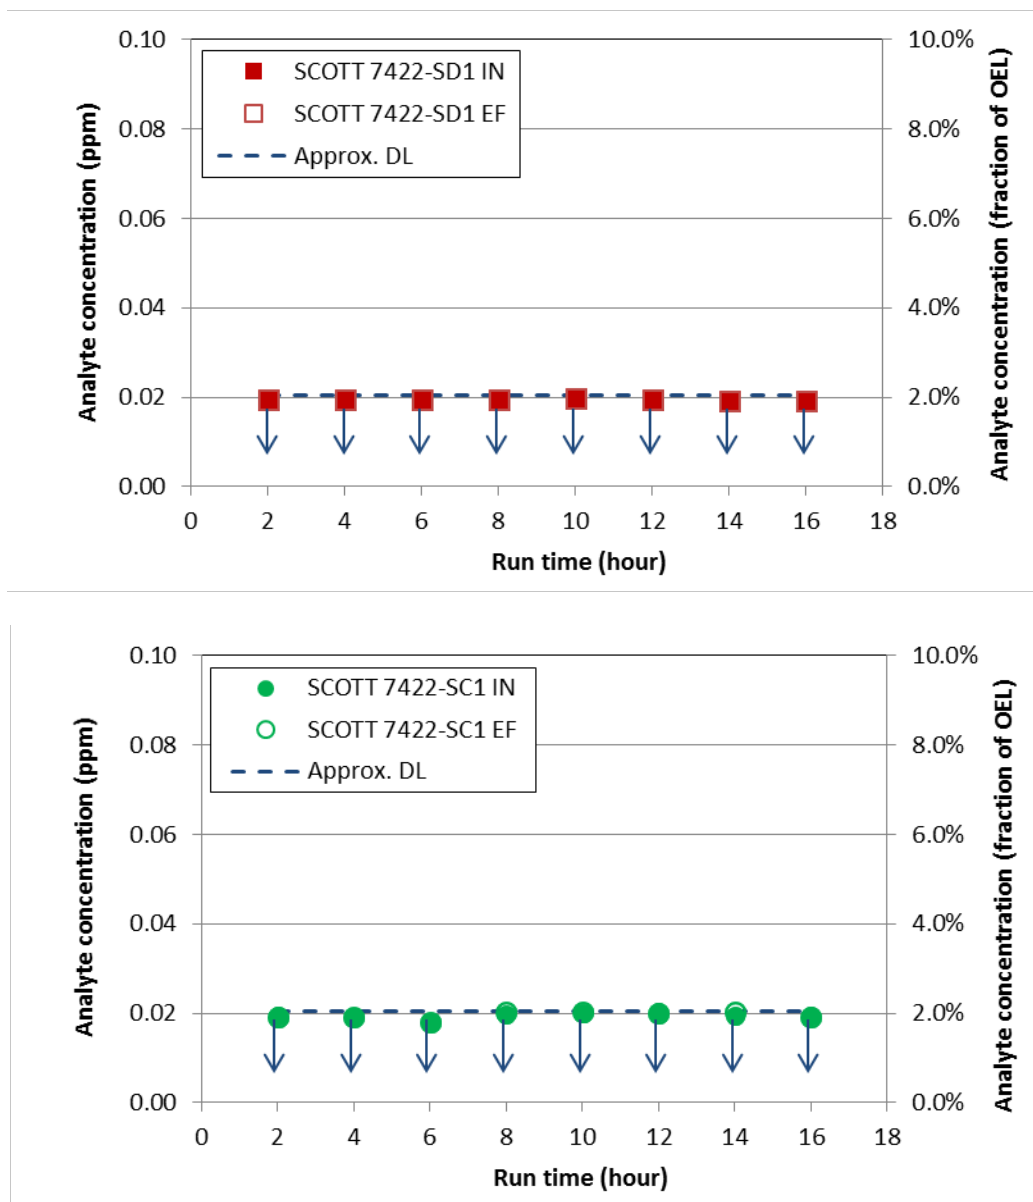 0.10
0.08
0.06
0.04
0.02
0.00
Analyte concentration (ppm)
SCOTT 7422-SD1 IN
SCOTT 7422-SD1 EF
Approx. DL
10.0%
8.0%
6.0%
4.0%
2.0%
0.0%
Analyte concentration (fraction of OEL)
0 2 4 6 8 10 12 14 16 18
Run time (hour)
0.10
0.08
0.06
0.04
0.02
0.00
Analyte concentration (ppm)
SCOTT 7422-SC1 IN
SCOTT 7422-SC1 EF
Approx. DL
10.0%
8.0%
6.0%
4.0%
2.0%
0.0%
Analyte concentration (fraction of OEL)
0 2 4 6 8 10 12 14 16 18
Run time (hour)